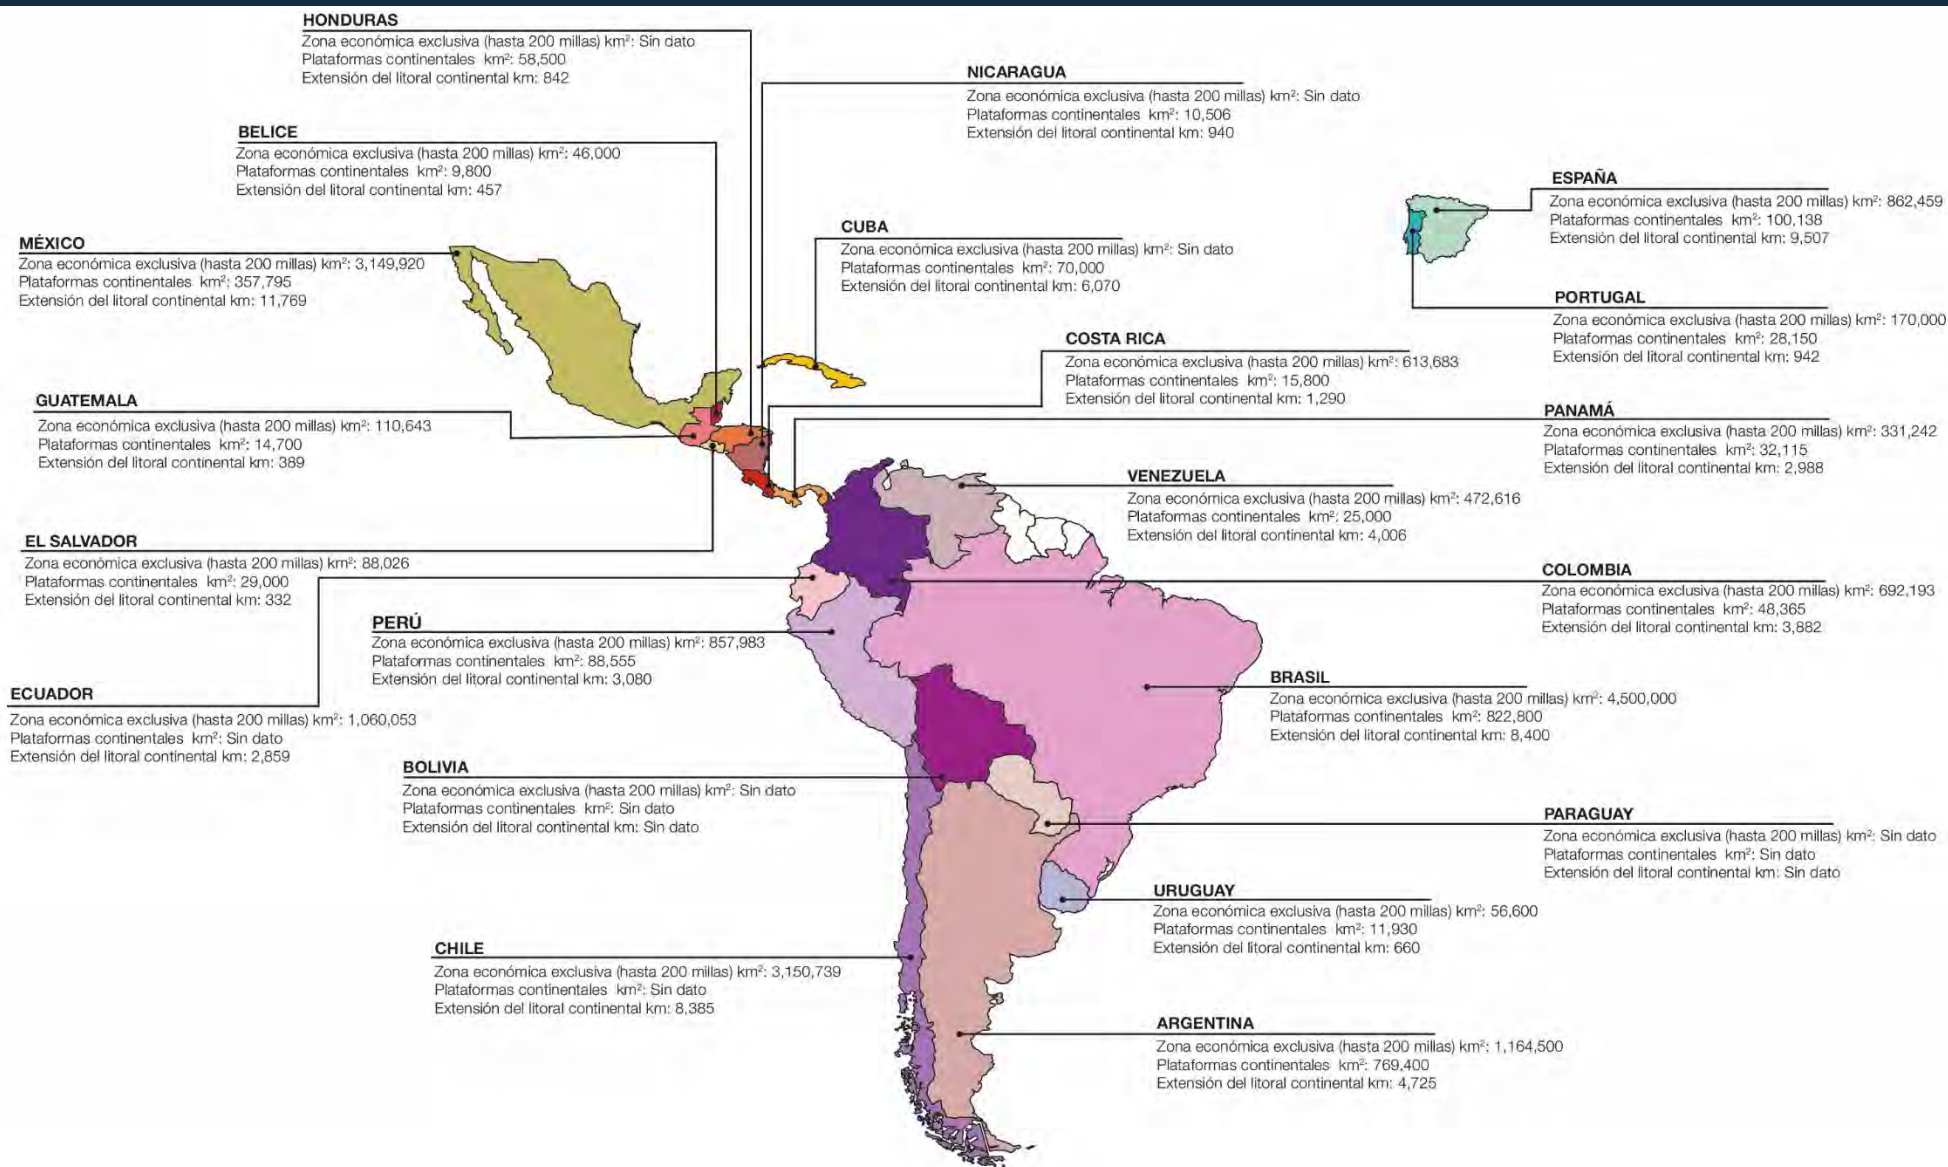 HONDURAS
Zona económica exclusiva (hasta 200 millas) km²: Sin dato
Plataformas continentales km²: 58,500
Extensión del litoral continental km: 842
NICARAGUA
Zona económica exclusiva (hasta 200 millas) km²: Sin dato
Plataformas continentales km²: 10,506
Extensión del litoral continental km: 940
BELICE
Zona económica exclusiva (hasta 200 millas) km²: 46,000
Plataformas continentales km²: 9,800
Extensión del litoral continental km: 457
ESPAÑA
Zona económica exclusiva (hasta 200 millas) km²: 862,459
Plataformas continentales km²: 100,138
Extensión del litoral continental km: 9,507
CUBA
Zona económica exclusiva (hasta 200 millas) km²: Sin dato
Plataformas continentales km²: 70,000
Extensión del litoral continental km: 6,070
MÉXICO
Zona económica exclusiva (hasta 200 millas) km²: 3,149,920
Plataformas continentales km²: 357,795
Extensión del litoral continental km: 11,769
PORTUGAL
Zona económica exclusiva (hasta 200 millas) km²: 170,000
Plataformas continentales km²: 28,150
Extensión del litoral continental km: 942
COSTA RICA
Zona económica exclusiva (hasta 200 millas) km²: 613,683
Plataformas continentales km²: 15,800
Extensión del litoral continental km: 1,290
GUATEMALA
Zona económica exclusiva (hasta 200 millas) km²: 110,643
Plataformas continentales km²: 14,700
Extensión del litoral continental km: 389
PANAMÁ
Zona económica exclusiva (hasta 200 millas) km²: 331,242
Plataformas continentales km²: 32,115
Extensión del litoral continental km: 2,988
VENEZUELA
Zona económica exclusiva (hasta 200 millas) km²: 472,616
Plataformas continentales km²: 25,000
Extensión del litoral continental km: 4,006
EL SALVADOR
Zona económica exclusiva (hasta 200 millas) km²: 88,026
Plataformas continentales km²: 29,000
Extensión del litoral continental km: 332
COLOMBIA
Zona económica exclusiva (hasta 200 millas) km²: 692,193
Plataformas continentales km²: 48,365
Extensión del litoral continental km: 3,882
PERÚ
Zona económica exclusiva (hasta 200 millas) km²: 857,983
Plataformas continentales km²: 88,555
Extensión del litoral continental km: 3,080
BRASIL
Zona económica exclusiva (hasta 200 millas) km²: 4,500,000
Plataformas continentales km²: 822,800
Extensión del litoral continental km: 8,400
ECUADOR
Zona económica exclusiva (hasta 200 millas) km²: 1,060,053
Plataformas continentales km²: Sin dato
Extensión del litoral continental km: 2,859
BOLIVIA
Zona económica exclusiva (hasta 200 millas) km²: Sin dato
Plataformas continentales km²: Sin dato
Extensión del litoral continental km: Sin dato
PARAGUAY
Zona económica exclusiva (hasta 200 millas) km²: Sin dato
Plataformas continentales km²: Sin dato
Extensión del litoral continental km: Sin dato
URUGUAY
Zona económica exclusiva (hasta 200 millas) km²: 56,600
Plataformas continentales km²: 11,930
Extensión del litoral continental km: 660
CHILE
Zona económica exclusiva (hasta 200 millas) km²: 3,150,739
Plataformas continentales km²: Sin dato
Extensión del litoral continental km: 8,385
ARGENTINA
Zona económica exclusiva (hasta 200 millas) km²: 1,164,500
Plataformas continentales km²: 769,400
Extensión del litoral continental km: 4,725